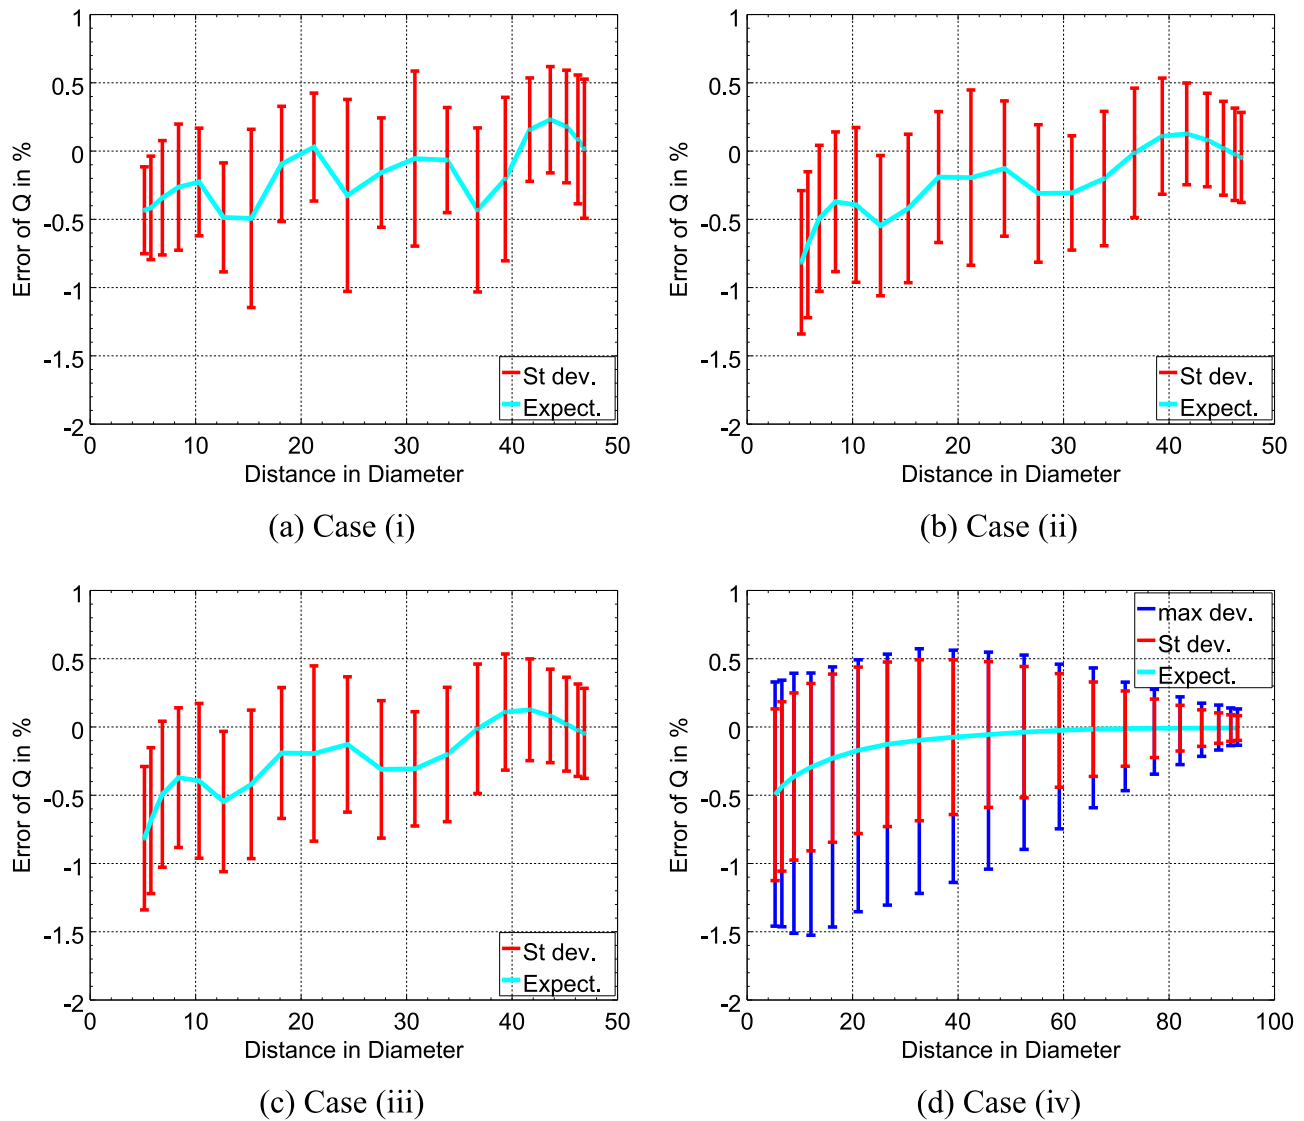 1
0.5
0
-0.5
-1
-1.5
-2
Error of Q in %
St dev.
Expect.
0 10 20 30 40 50
Distance in Diameter
(a) Case (i)
1
0.5
0
-0.5
-1
-1.5
-2
Error of Q in %
St dev.
Expect.
0 10 20 30 40 50
Distance in Diameter
(b) Case (ii)
1
0.5
0
-0.5
-1
-1.5
-2
Error of Q in %
St dev.
Expect.
0 10 20 30 40 50
Distance in Diameter
(c) Case (iii)
1
0.5
0
-0.5
-1
-1.5
-2
Error of Q in %
max dev.
St dev.
Expect.
0 20 40 60 80 100
Distance in Diameter
(d) Case (iv)